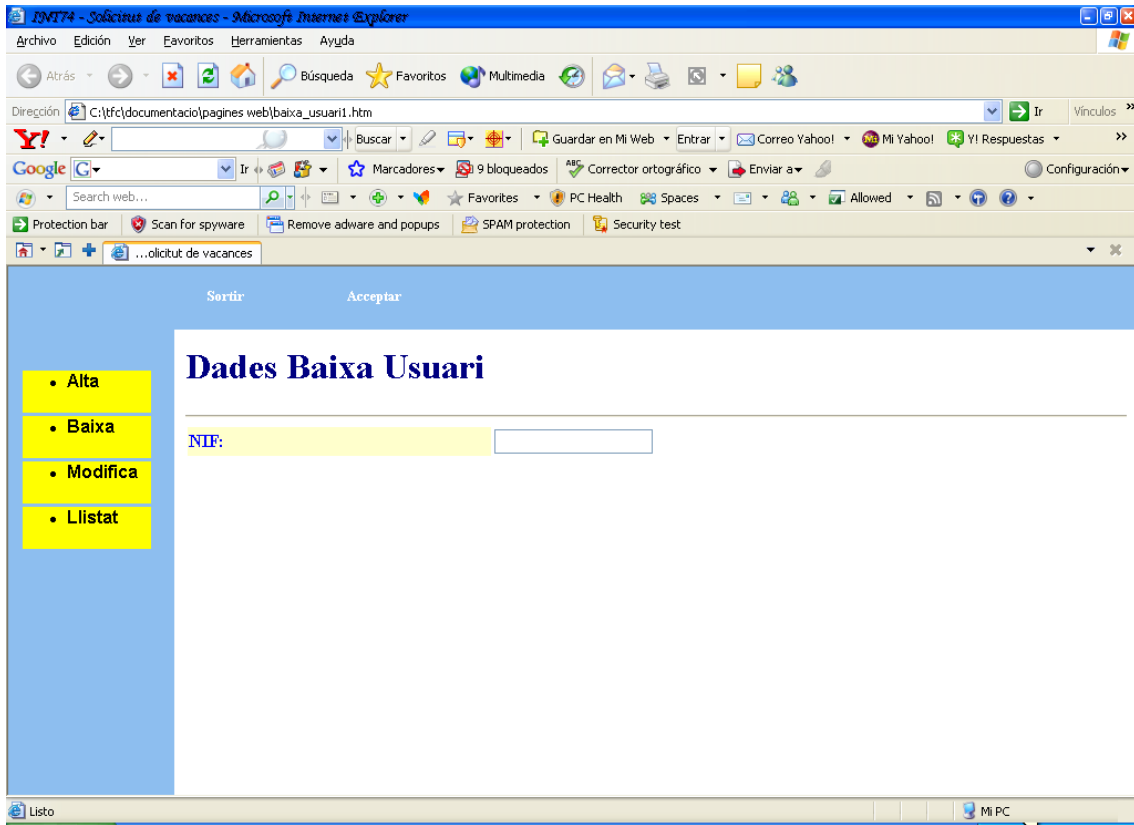 INT74 - Solicitut de vacances - Microsoft Internet Explorer
Archivo Edición Ver Favoritos Herramientas Ayuda
Atrás Búsqueda Favoritos Multimedia
Dirección C:\tfc\documentacio\pagines web\baixa_usuari1.htm Ir Vínculos »
Y! Buscar Guardar en Mi Web Entrar Correo Yahoo! Mi Yahoo! Y! Respuestas »
Google G Ir Marcadores 9 bloqueados ABC Corrector ortográfico Enviar a Configuración
Search web... Favorites PC Health Spaces Allowed
Protection bar Scan for spyware Remove adware and popups SPAM protection Security test
...olicitut de vacances
Sortir Acceptar
Dades Baixa Usuari
• Alta
• Baixa
NIF:
• Modifica
• Llistat
Listo Mi PC